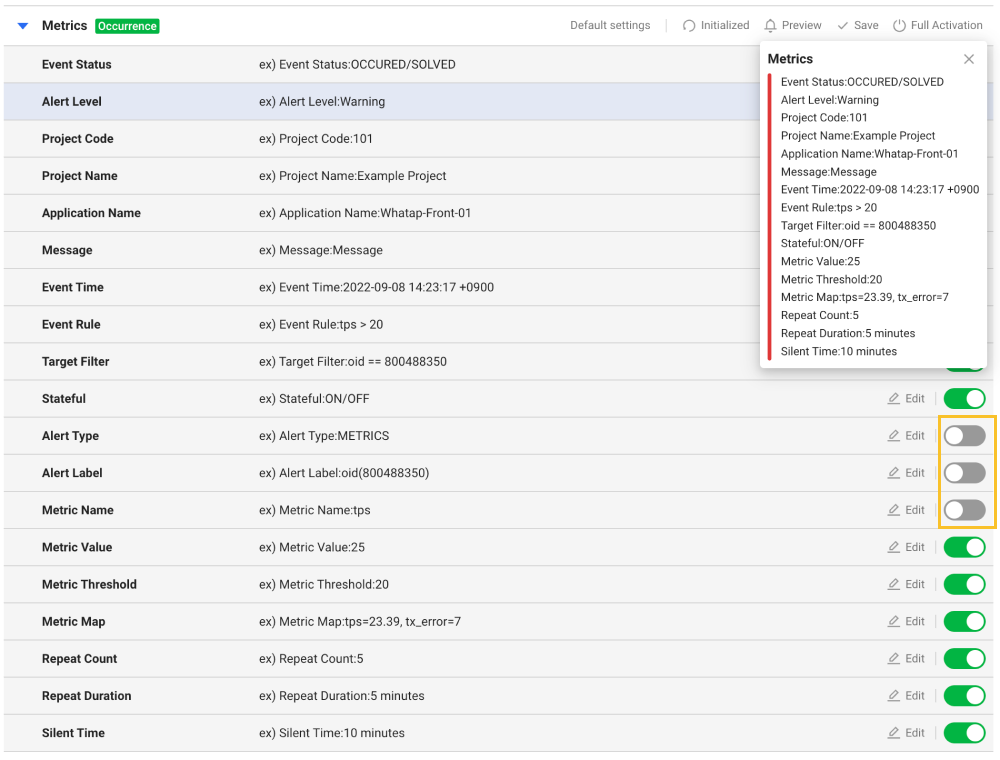 Metrics Occurrence Default settings Initialized Preview Save Full Activation
Event Status ex) Event Status:OCCURED/SOLVED
Alert Level ex) Alert Level:Warning
Project Code ex) Project Code:101
Project Name ex) Project Name:Example Project
Application Name ex) Application Name:Whatap-Front-01
Message ex) Message:Message
Event Time ex) Event Time:2022-09-08 14:23:17 +0900
Event Rule ex) Event Rule:tps > 20
Target Filter ex) Target Filter:oid == 800488350
Metrics
Event Status:OCCURED/SOLVED
Alert Level:Warning
Project Code:101
Project Name:Example Project
Application Name:Whatap-Front-01
Message:Message
Event Time:2022-09-08 14:23:17 +0900
Event Rule:tps > 20
Target Filter:oid == 800488350
Stateful:ON/OFF
Metric Value:25
Metric Threshold:20
Metric Map:tps=23.39, tx_error=7
Repeat Count:5
Repeat Duration:5 minutes
Silent Time:10 minutes
Stateful ex) Stateful:ON/OFF Edit
Alert Type ex) Alert Type:METRICS Edit
Alert Label ex) Alert Label:oid(800488350) Edit
Metric Name ex) Metric Name:tps Edit
Metric Value ex) Metric Value:25 Edit
Metric Threshold ex) Metric Threshold:20 Edit
Metric Map ex) Metric Map:tps=23.39, tx_error=7 Edit
Repeat Count ex) Repeat Count:5 Edit
Repeat Duration ex) Repeat Duration:5 minutes Edit
Silent Time ex) Silent Time:10 minutes Edit